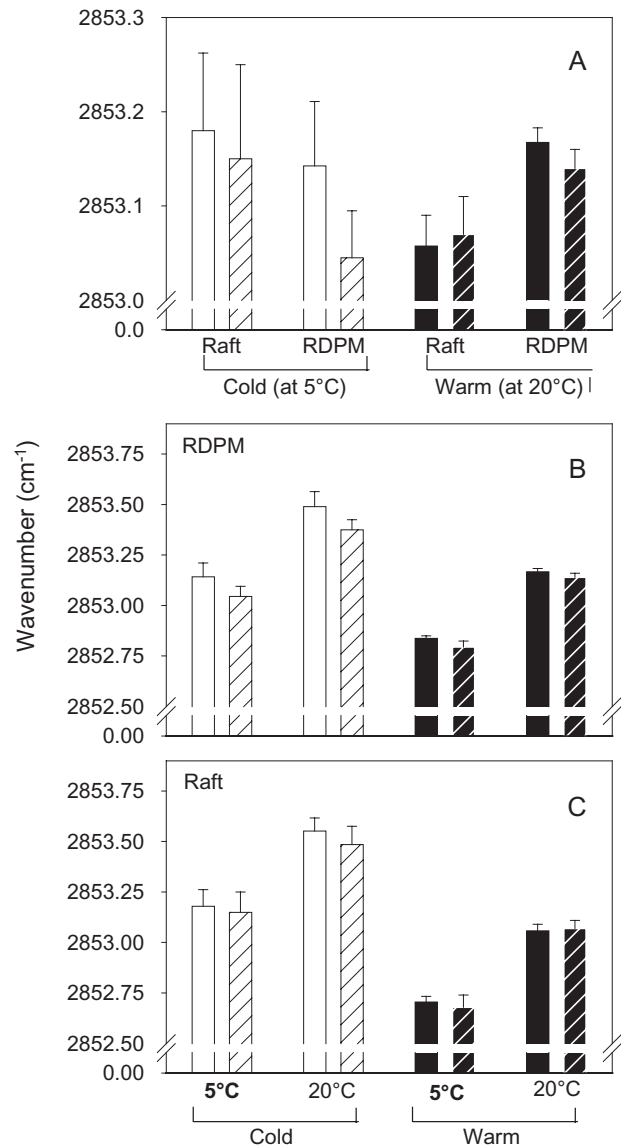 2853.3
A
2853.2
2853.1
2853.0
0.0
Raft RDPM Raft RDPM
Cold (at 5°C) Warm (at 20°C)
Wavenumber (cm-1)
RDPM
B
2853.75
2853.50
2853.25
2853.00
2852.75
2852.50
0.00
Raft
C
2853.75
2853.50
2853.25
2853.00
2852.75
2852.50
0.00
5°C 20°C 5°C 20°C
Cold Warm